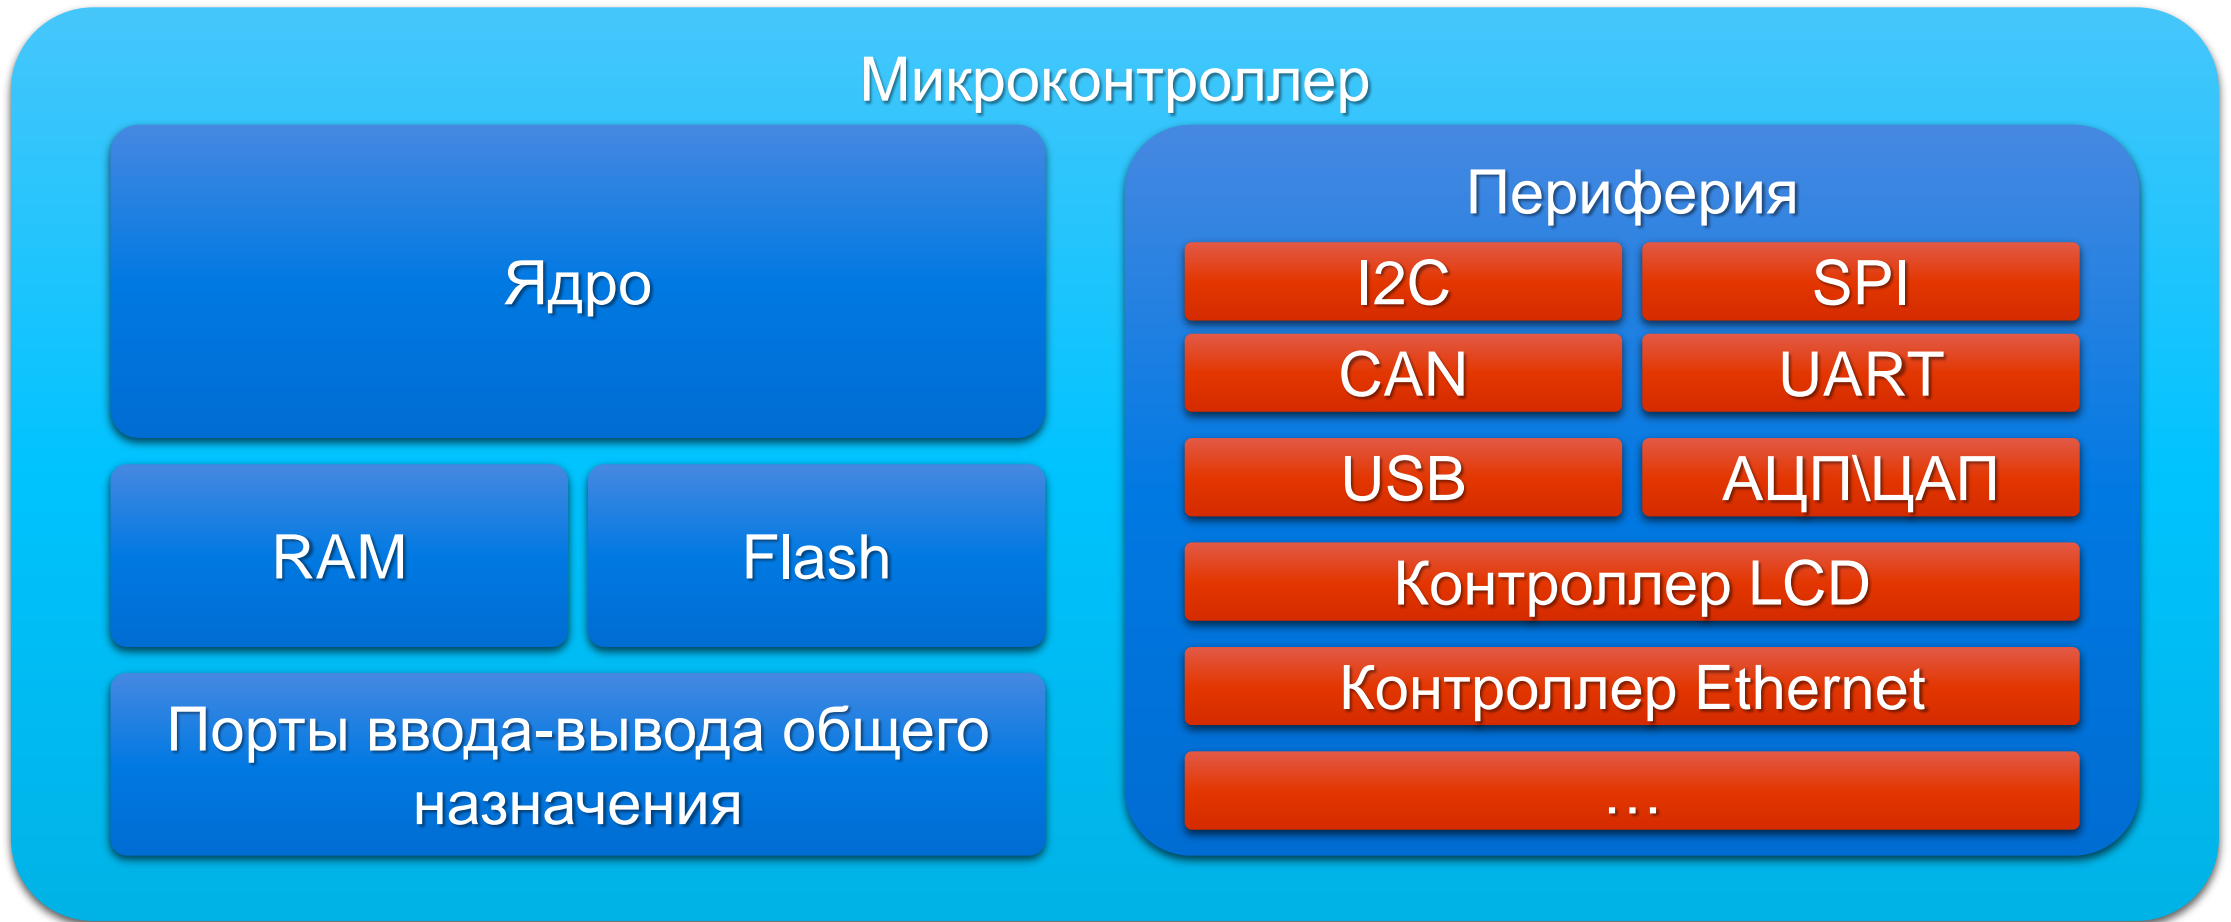 Микроконтроллер
Ядро
RAM
Flash
Порты ввода-вывода общего
назначения
Периферия
I2C
SPI
CAN
UART
USB
АЦП\ЦАП
Контроллер LCD
Контроллер Ethernet
...